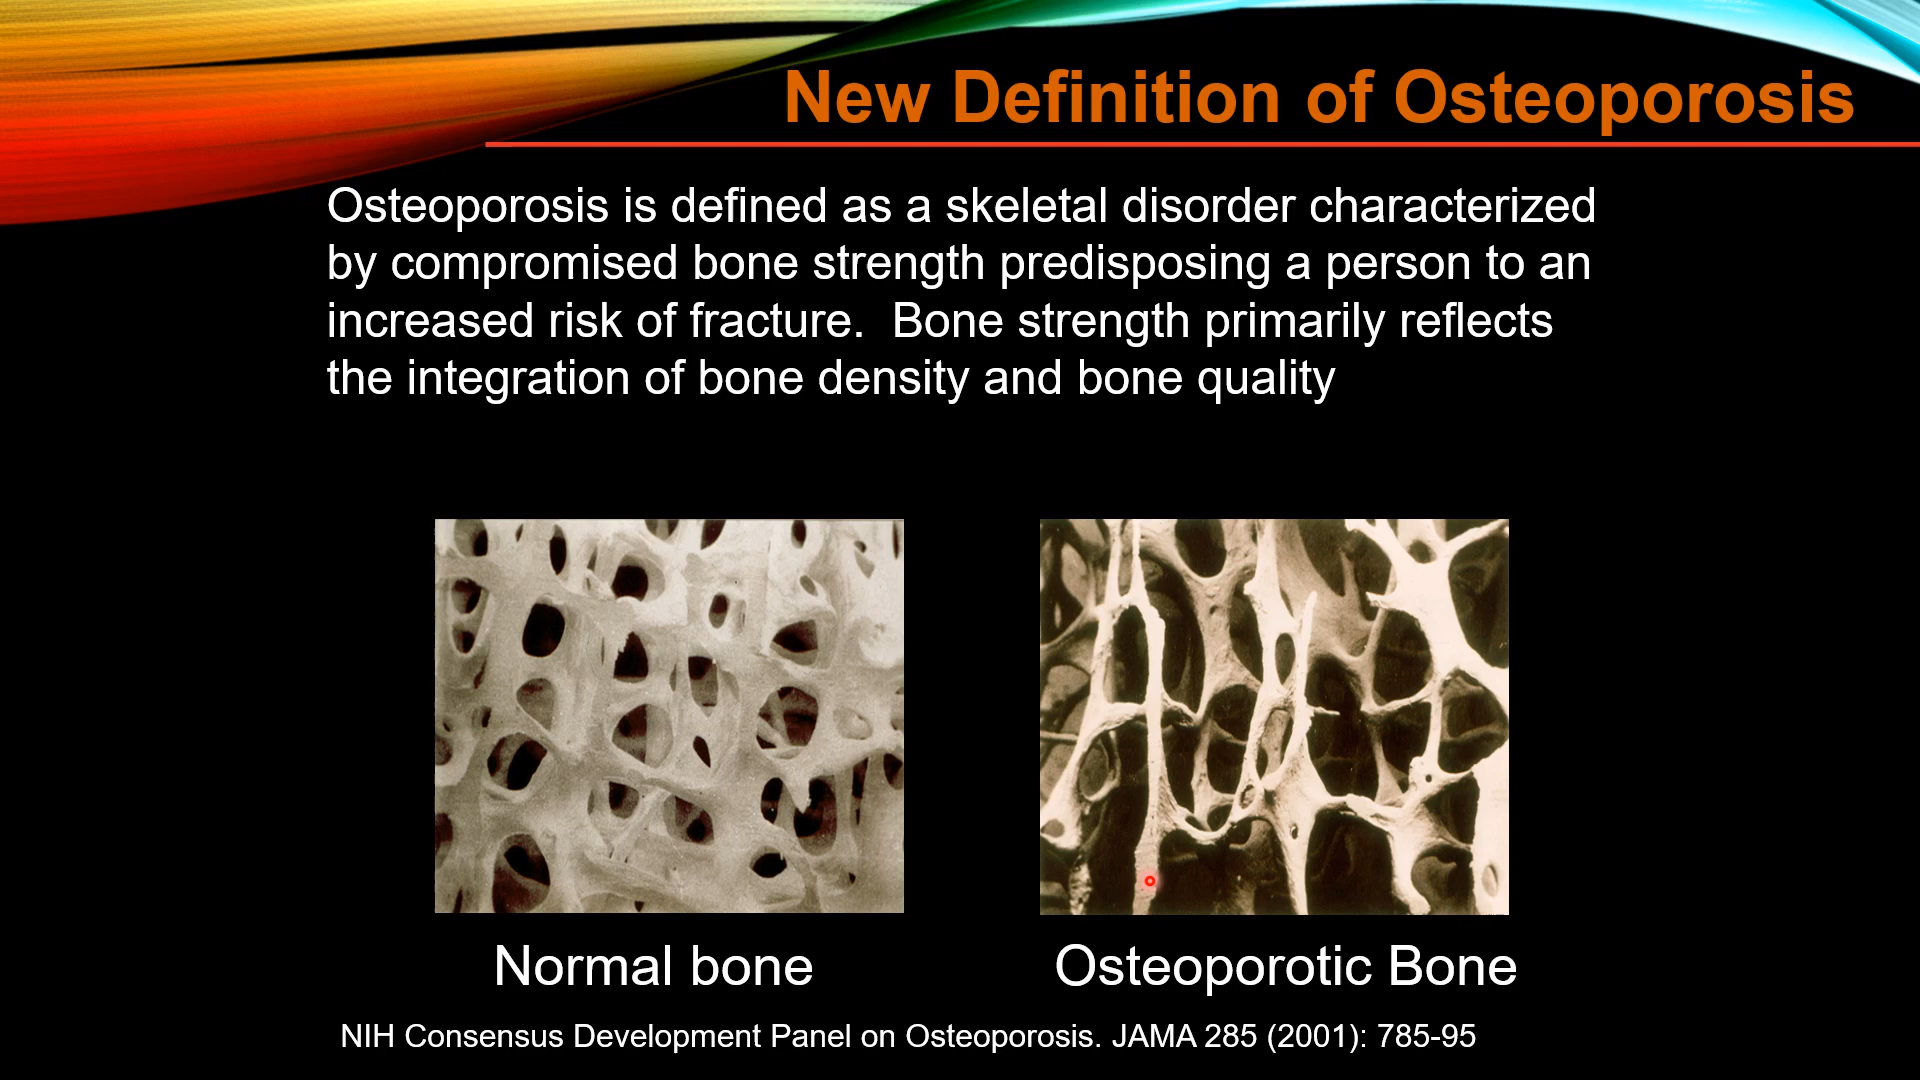 New Definition of Osteoporosis
Osteoporosis is defined as a skeletal disorder characterized
by compromised bone strength predisposing a person to an
increased risk of fracture.  Bone strength primarily reflects
the integration of bone density and bone quality
Normal bone
Osteoporotic Bone
NIH Consensus Development Panel on Osteoporosis. JAMA 285 (2001): 785-95